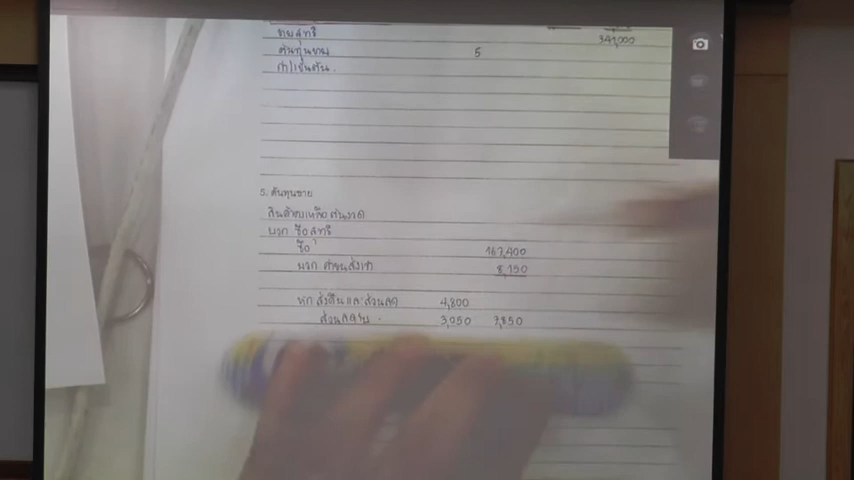 ขายสุทธิ 341,000
ต้นทุนขาย 5
กำไรขั้นต้น.
5. ต้นทุนขาย
สินค้าคงเหลือต้นงวด
บวก ซื้อสุทธิ
ซื้อ 167,400
บวก ค่าขนส่งเข้า 8,150
หัก ส่งคืนและส่วนลด 4,800
ส่วนลดรับ 3,050 7,850